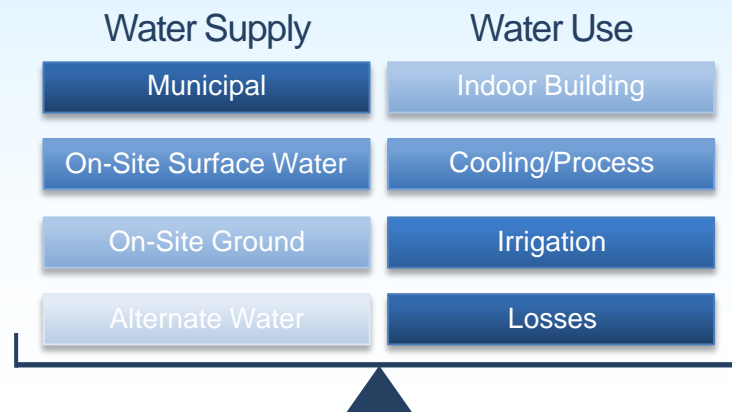 Water Supply
Water Use
Municipal
Indoor Building
On-Site Surface Water
Cooling/Process
On-Site Ground
Irrigation
Alternate Water
Losses